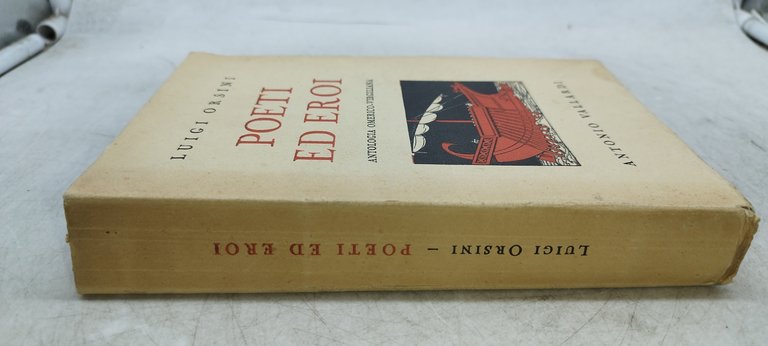 LUIGI ORSINI
POETI
ED EROI
ANTOLOGIA OMERICO-VIRGILIANA
ANTONIO VALLARDI
LUIGI ORSINI – POETI ED EROI